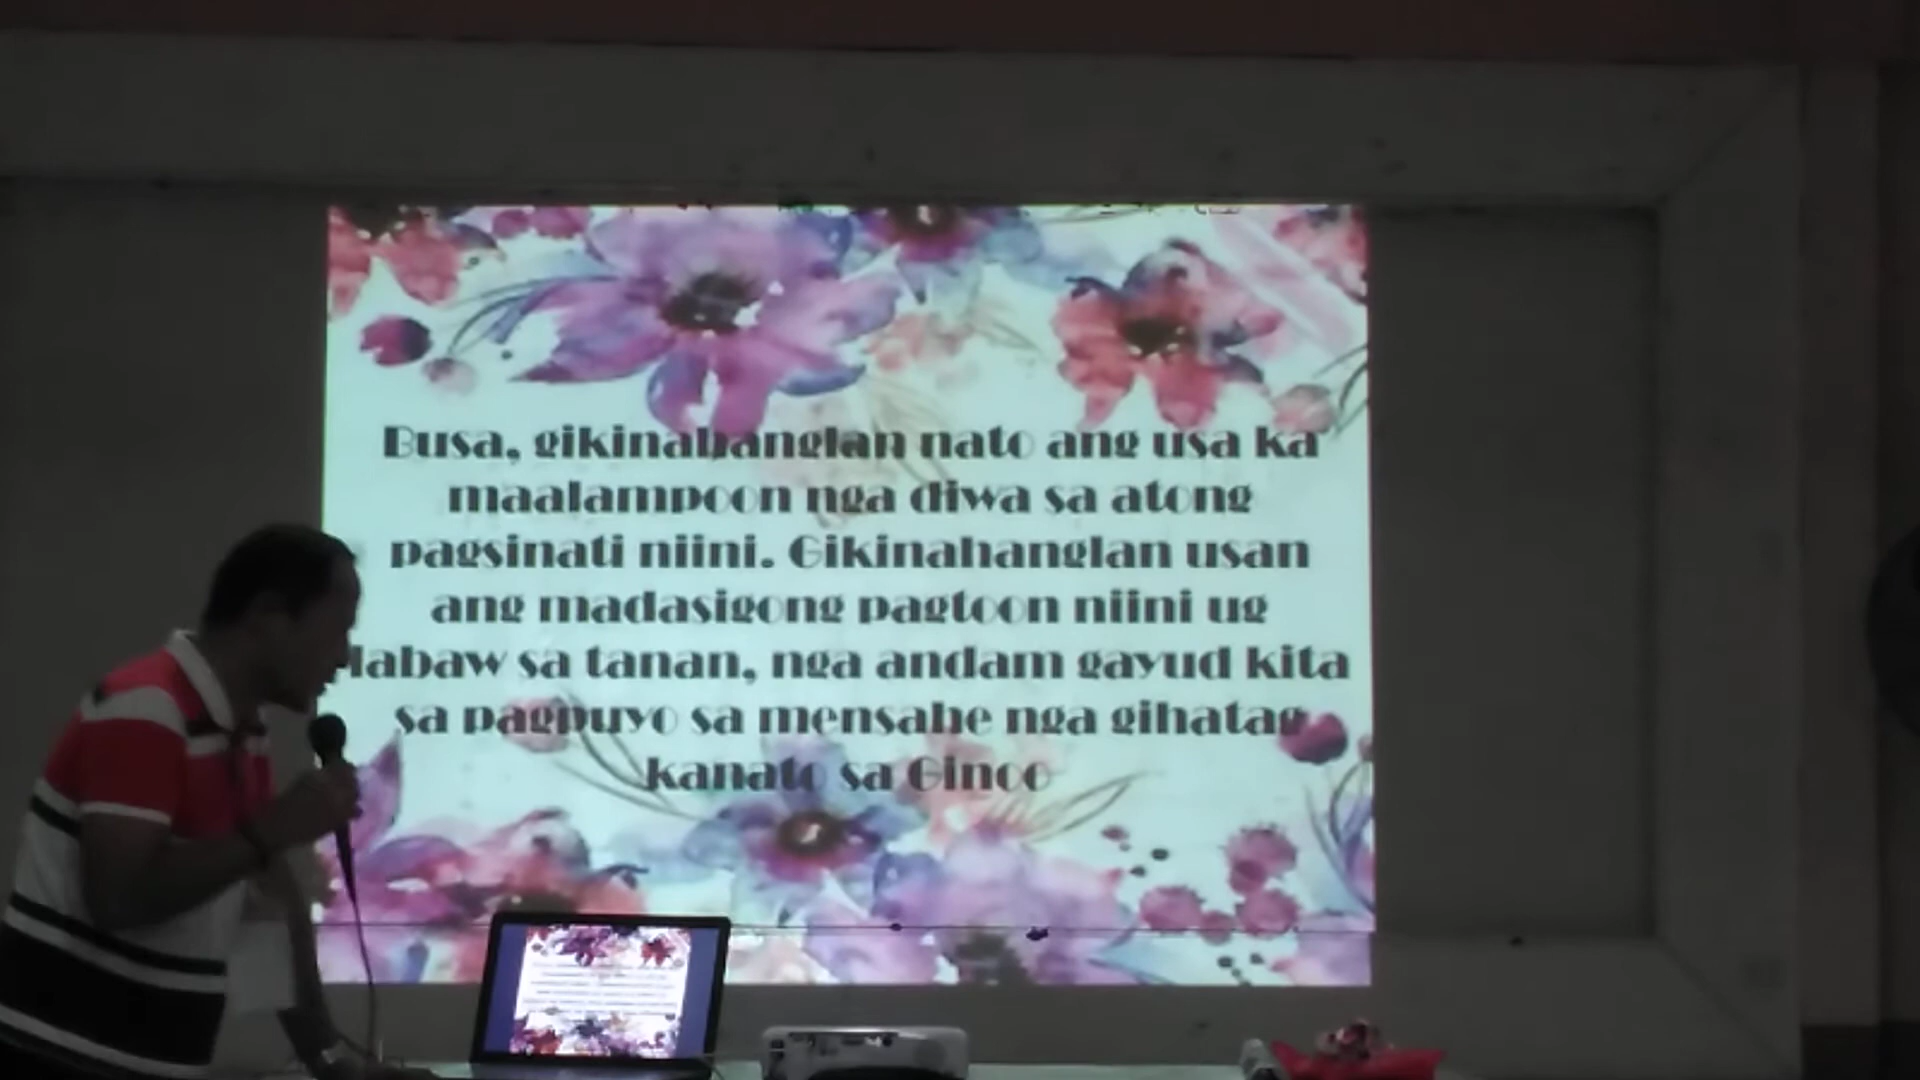 Busa, gikinahanglan nato ang usa ka
maalampoon nga diwa sa atong
pagsinati niini. Gikinahanglan usan
ang madasigong pagtoon niini ug
labaw sa tanan, nga andam gayud kita
sa pagpuyo sa mensahe nga gihatag
kanato sa Ginoo